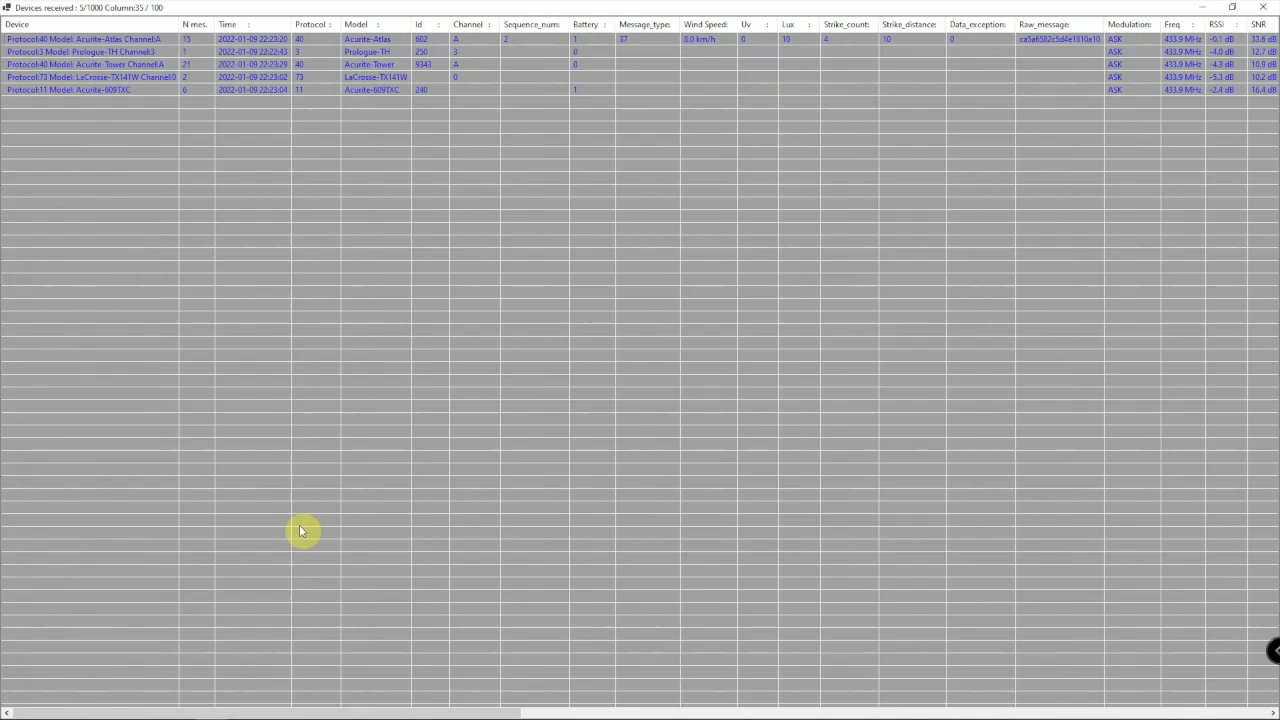 Devices received : 5/1000 Column:35 / 100
Device N mes. Time : Protocol : Model : Id : Channel : Sequence_num: Battery : Message_type: Wind Speed: Uv : Lux : Strike_count: Strike_distance: Data_exception: Raw_message: Modulation: Freq : RSSI : SNR
Protocol:40 Model: Acurite-Atlas Channel:A 15 2022-01-09 22:23:20 40 Acurite-Atlas 602 A 2 1 37 8.0 km/h 0 10 4 10 0 ca5a6582c5d4e1810a10 ASK 433.9 MHz -0.1 dB 33.6 dB
Protocol:3 Model: Prologue-TH Channel:3 1 2022-01-09 22:22:43 3 Prologue-TH 250 3 0 ASK 433.9 MHz -4.0 dB 12.7 dB
Protocol:40 Model: Acurite-Tower Channel:A 21 2022-01-09 22:23:29 40 Acurite-Tower 9343 A 0 ASK 433.9 MHz -4.3 dB 10.9 dB
Protocol:73 Model: LaCrosse-TX141W Channel:0 2 2022-01-09 22:23:02 73 LaCrosse-TX141W 0 ASK 433.9 MHz -5.3 dB 10.2 dB
Protocol:11 Model: Acurite-609TXC 6 2022-01-09 22:23:04 11 Acurite-609TXC 240 1 ASK 433.9 MHz -2.4 dB 16.4 dB